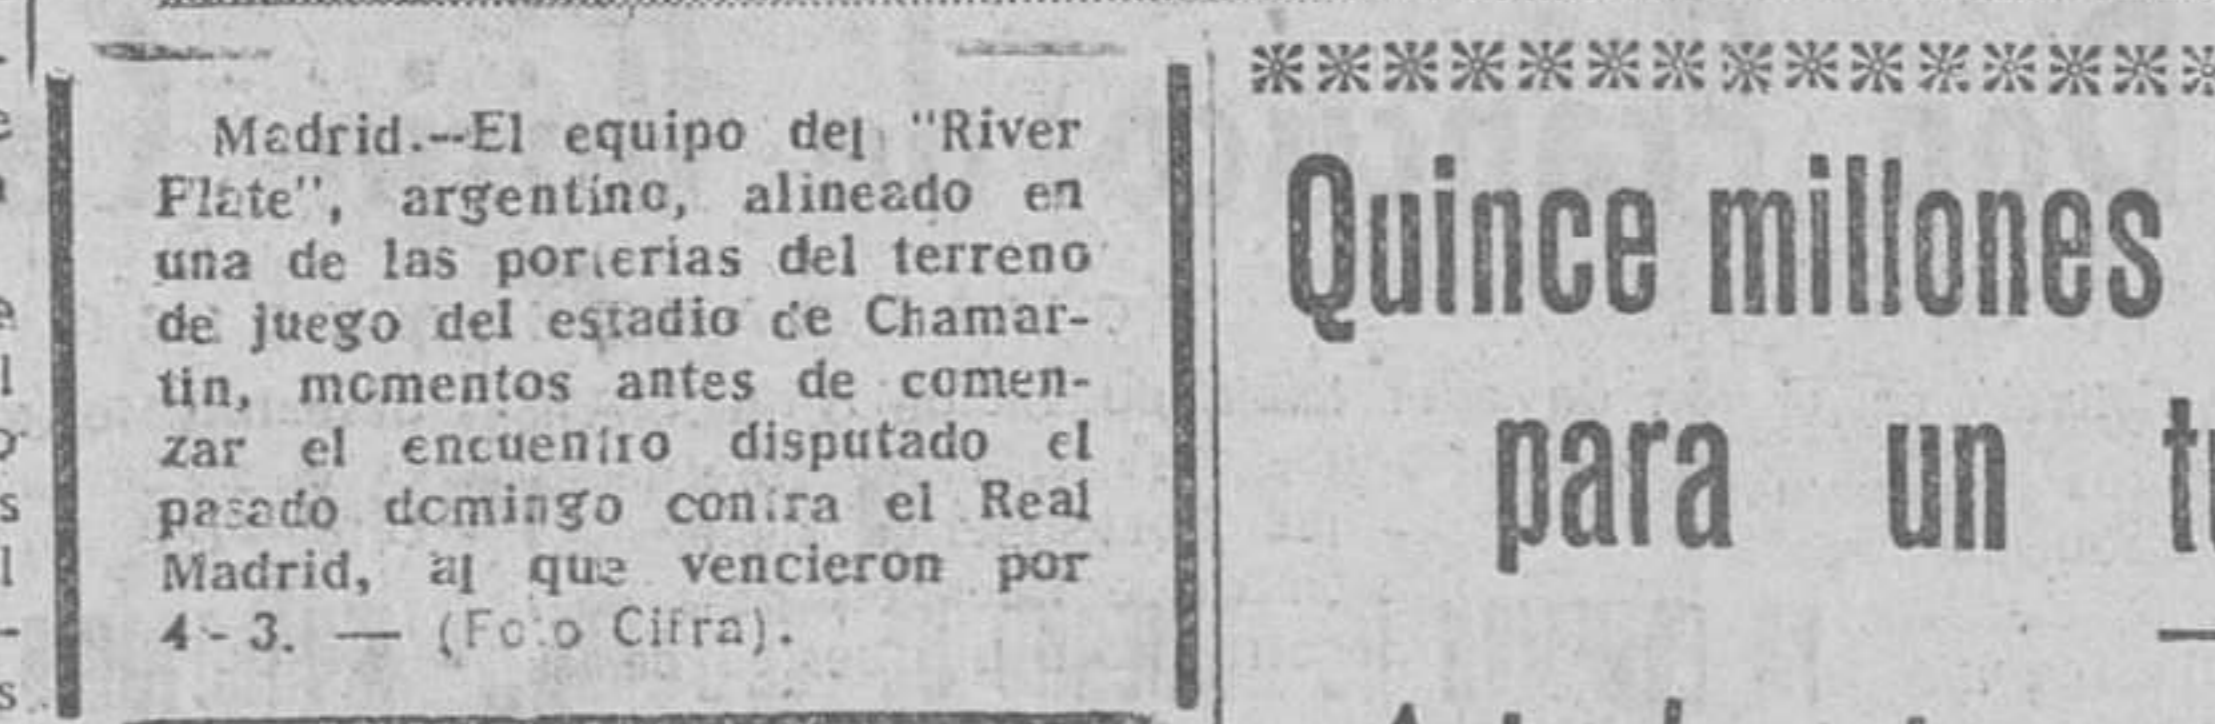 Madrid.--El equipo del "River
Plate", argentino, alineado en
una de las porterias del terreno
de juego del estadio de Chamar-
tin, momentos antes de comen-
zar el encuentro disputado el
pasado domingo contra el Real
Madrid, al que vencieron por
4-3. — (Foto Cifra).
Quince millones
para un